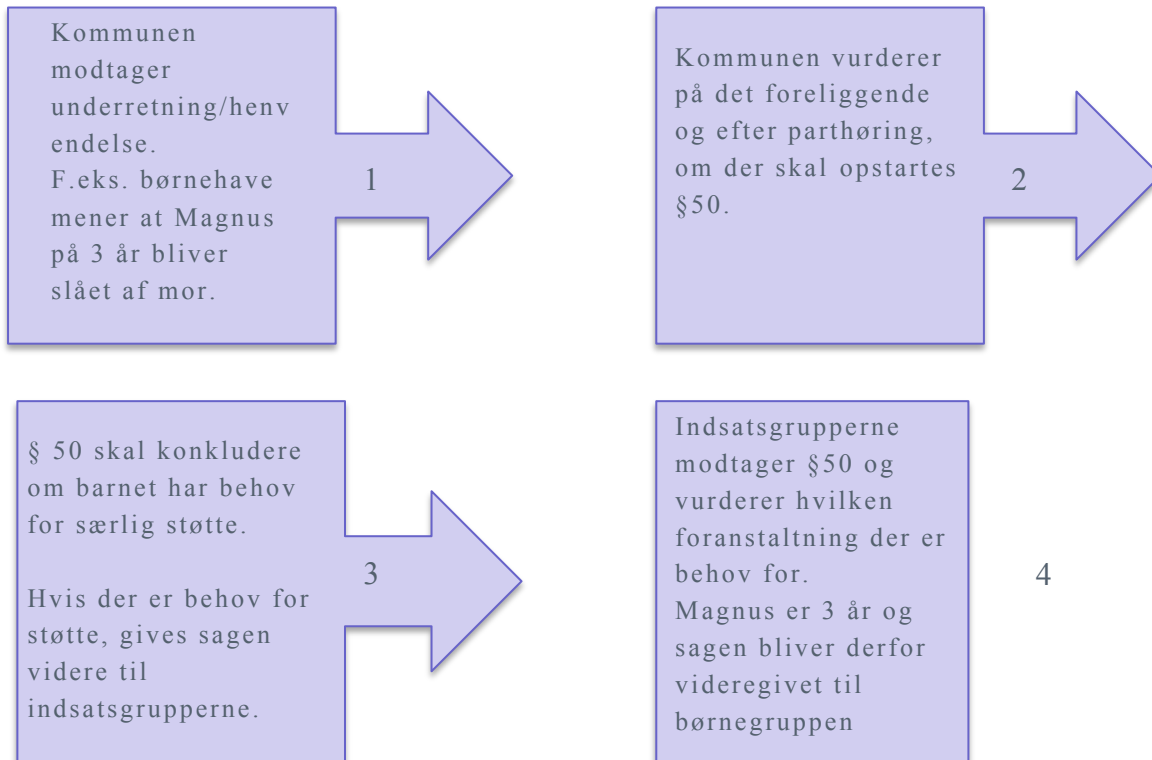 Kommunen
modtager
underretning/henv
endelse.
F.eks. børnehave
mener at Magnus
på 3 år bliver
slået af mor.
1
Kommunen vurderer
på det foreliggende
og efter parthøring,
om der skal opstartes
§50.
2
§ 50 skal konkludere
om barnet har behov
for særlig støtte.
Hvis der er behov for
støtte, gives sagen
videre til
indsatsgrupperne.
3
Indsatsgrupperne
modtager §50 og
vurderer hvilken
foranstaltning der er
behov for.
Magnus er 3 år og
sagen bliver derfor
videregivet til
børnegruppen
4